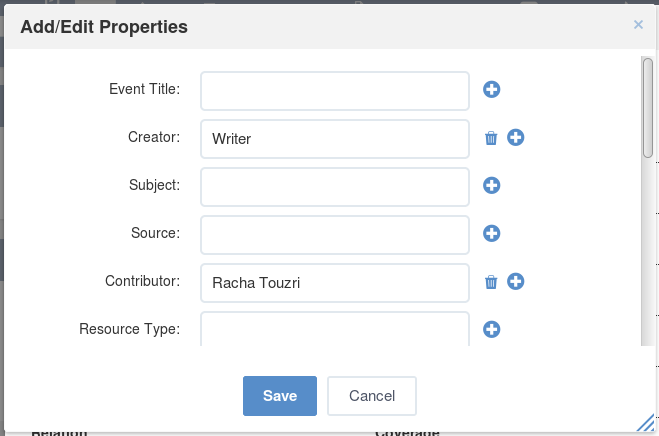 Add/Edit Properties ×
Event Title:
Creator: Writer
Subject:
Source:
Contributor: Racha Touzri
Resource Type:
Save Cancel
Relation Coverage